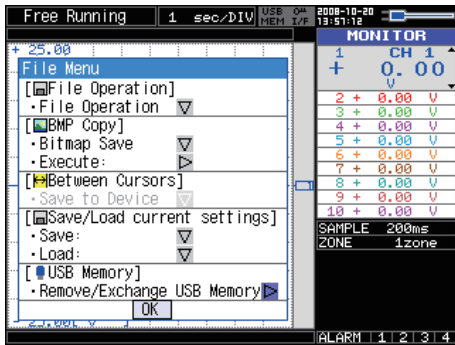 Free Running 1 sec/DIV USB MEM I/F 2008-10-20 13:51:12
MONITOR
+ 25.00
1 CH 1
+ 0.00
V
File Menu
[File Operation]
・File Operation
[BMP Copy]
・Bitmap Save
・Execute:
[Between Cursors]
・Save to Device
[Save/Load current settings]
・Save:
・Load:
[USB Memory]
・Remove/Exchange USB Memory
OK
2 + 0.00 V
3 + 0.00 V
4 + 0.00 V
5 + 0.00 V
6 + 0.00 V
7 + 0.00 V
8 + 0.00 V
9 + 0.00 V
10 + 0.00 V
SAMPLE 200ms
ZONE 1zone
ALARM 1 2 3 4